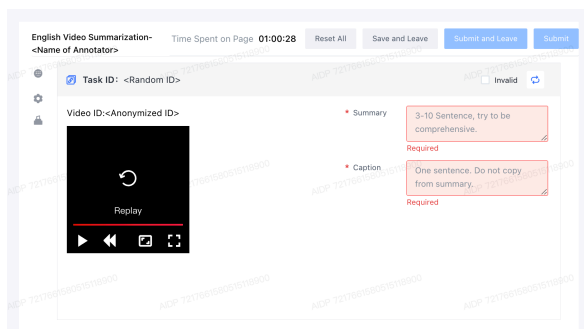 English Video Summarization-
<Name of Annotator>
Time Spent on Page 01:00:28
Reset All
Save and Leave
Submit and Leave
Submit
Task ID: <Random ID>
Invalid
Video ID:<Anonymized ID>
Replay
* Summary
3-10 Sentence, try to be
comprehensive.
Required
* Caption
One sentence. Do not copy
from summary.
Required